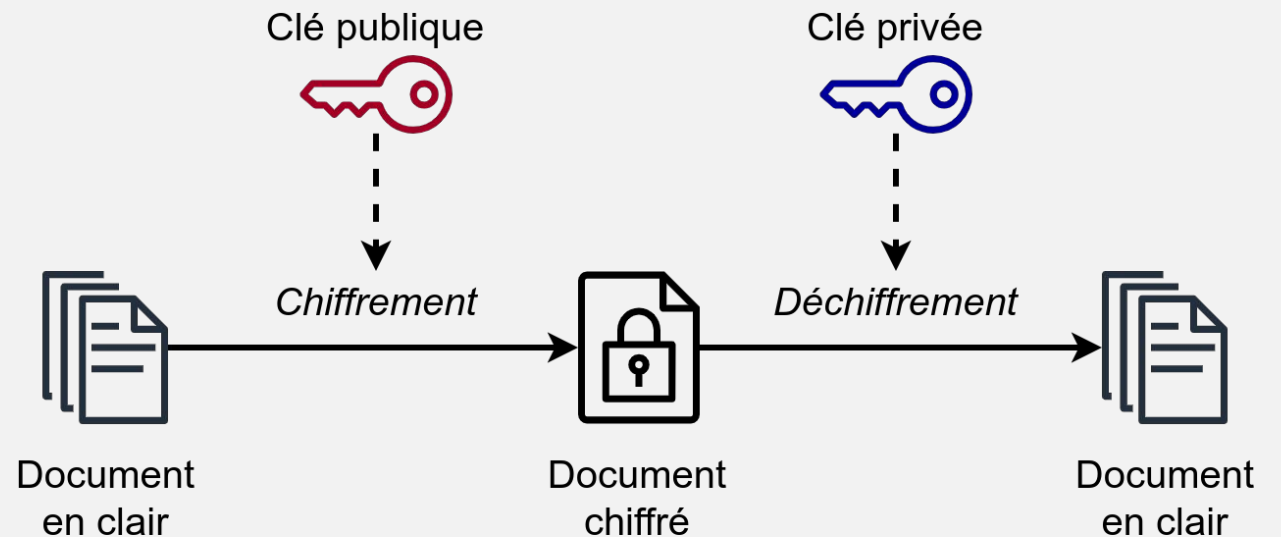 Clé publique
Clé privée
Chiffrement
Déchiffrement
Document
en clair
Document
chiffré
Document
en clair